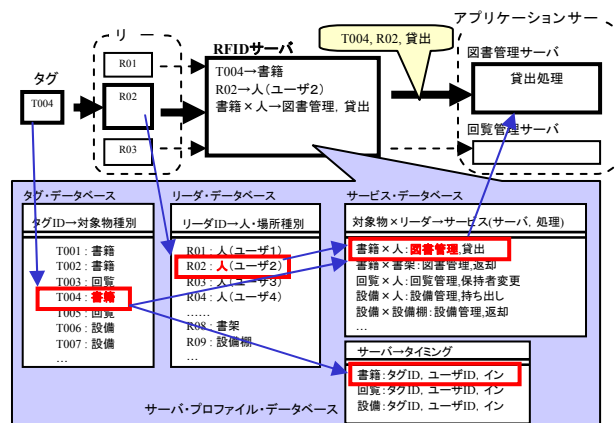 アプリケーションサー
リー
T004, R02, 貸出
タグ
R01
RFIDサーバ
図書管理サーバ
T004
R02
T004→書籍
R02→人(ユーザ2)
書籍×人→図書管理, 貸出
貸出処理
回覧管理サーバ
R03
タグ・データベース
タグID→対象物種別
T001 : 書籍
T002 : 書籍
T003 : 回覧
T004 : 書籍
T005 : 回覧
T006 : 設備
T007 : 設備
…
リーダ・データベース
リーダID→人・場所種別
R01 : 人(ユーザ1)
R02 : 人(ユーザ2)
R03 : 人(ユーザ3)
R04 : 人(ユーザ4)
……
R08 : 書架
R09 : 設備棚
…
サービス・データベース
対象物×リーダ→サービス(サーバ, 処理)
書籍×人:図書管理,貸出
書籍×書架:図書管理,返却
回覧×人:回覧管理,保持者変更
設備×人:設備管理,持ち出し
設備×設備棚:設備管理,返却
…
サーバ→タイミング
書籍:タグID, ユーザID, イン
回覧:タグID, ユーザID, イン
設備:タグID, ユーザID, イン
サーバ・プロファイル・データベース